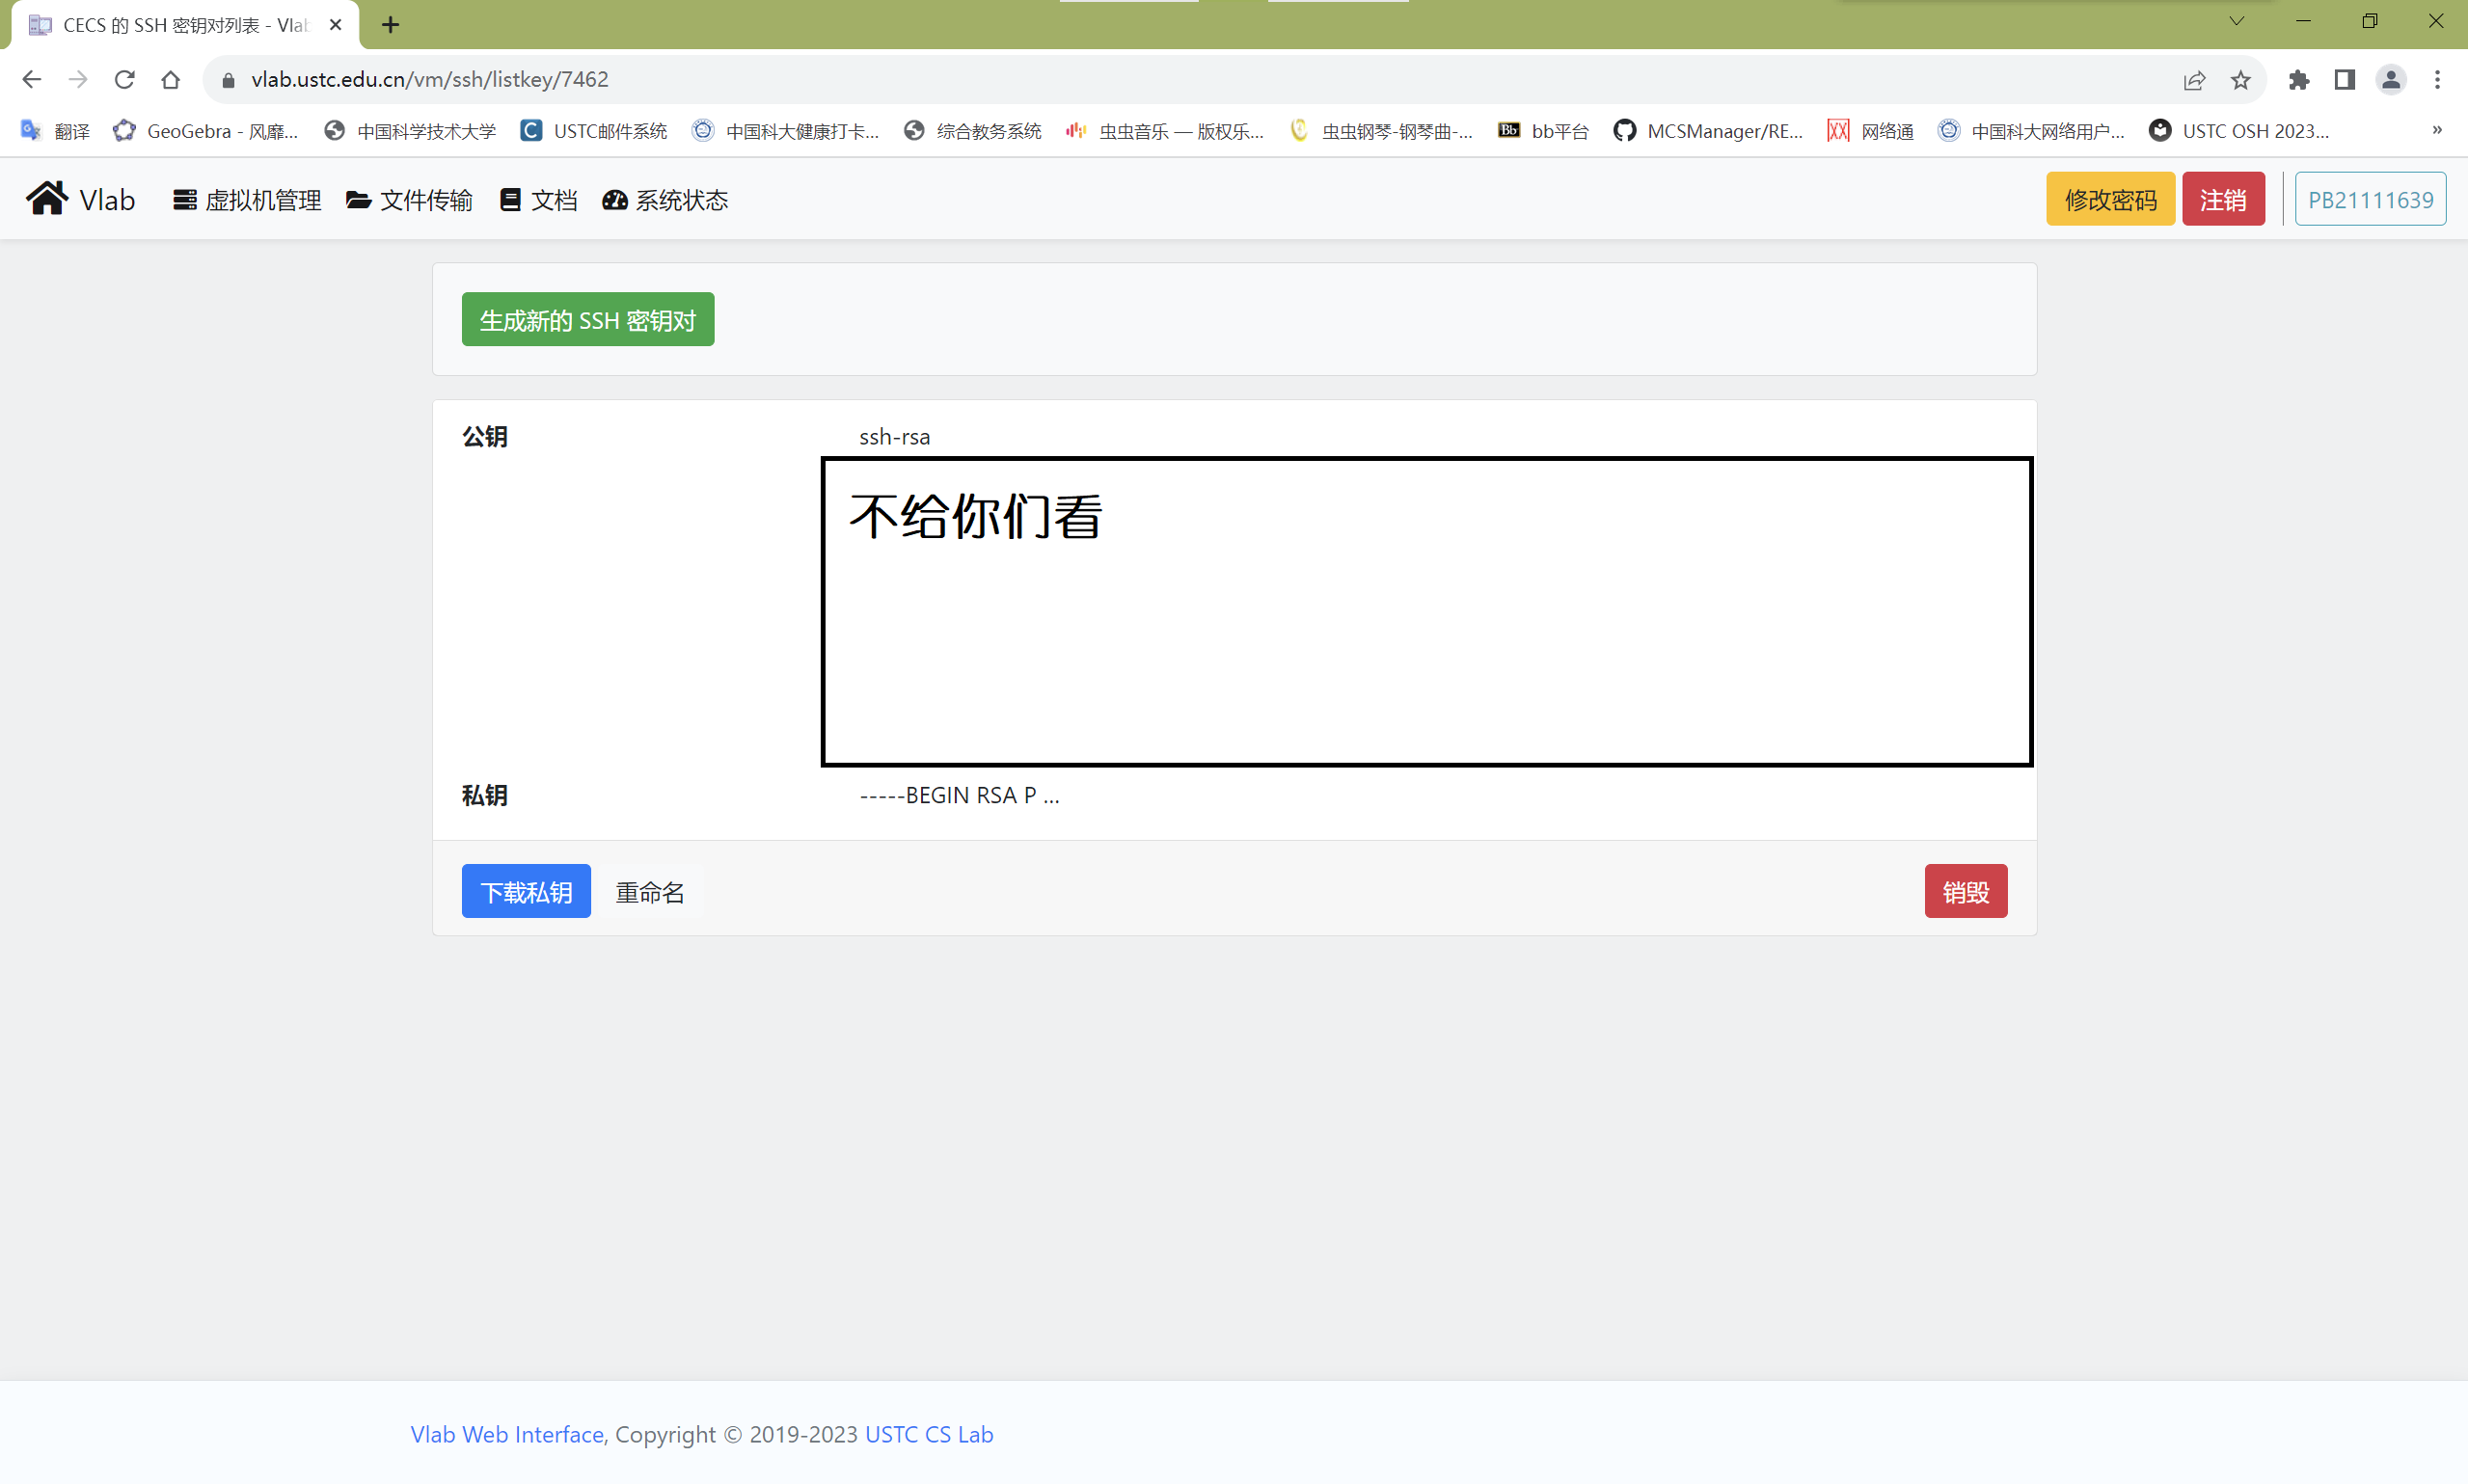 CECS 的 SSH 密钥对列表 - Vlab
vlab.ustc.edu.cn/vm/ssh/listkey/7462
翻译 GeoGebra - 风靡... 中国科学技术大学 USTC邮件系统 中国科大健康打卡... 综合教务系统 虫虫音乐 — 版权乐... 虫虫钢琴-钢琴曲-... Bb bb平台 MCSManager/RE... 网络通 中国科大网络用户... USTC OSH 2023... »
Vlab 虚拟机管理 文件传输 文档 系统状态 修改密码 注销 PB21111639
生成新的 SSH 密钥对
公钥 ssh-rsa
不给你们看
私钥 -----BEGIN RSA P ...
下载私钥 重命名 销毁
Vlab Web Interface, Copyright © 2019-2023 USTC CS Lab